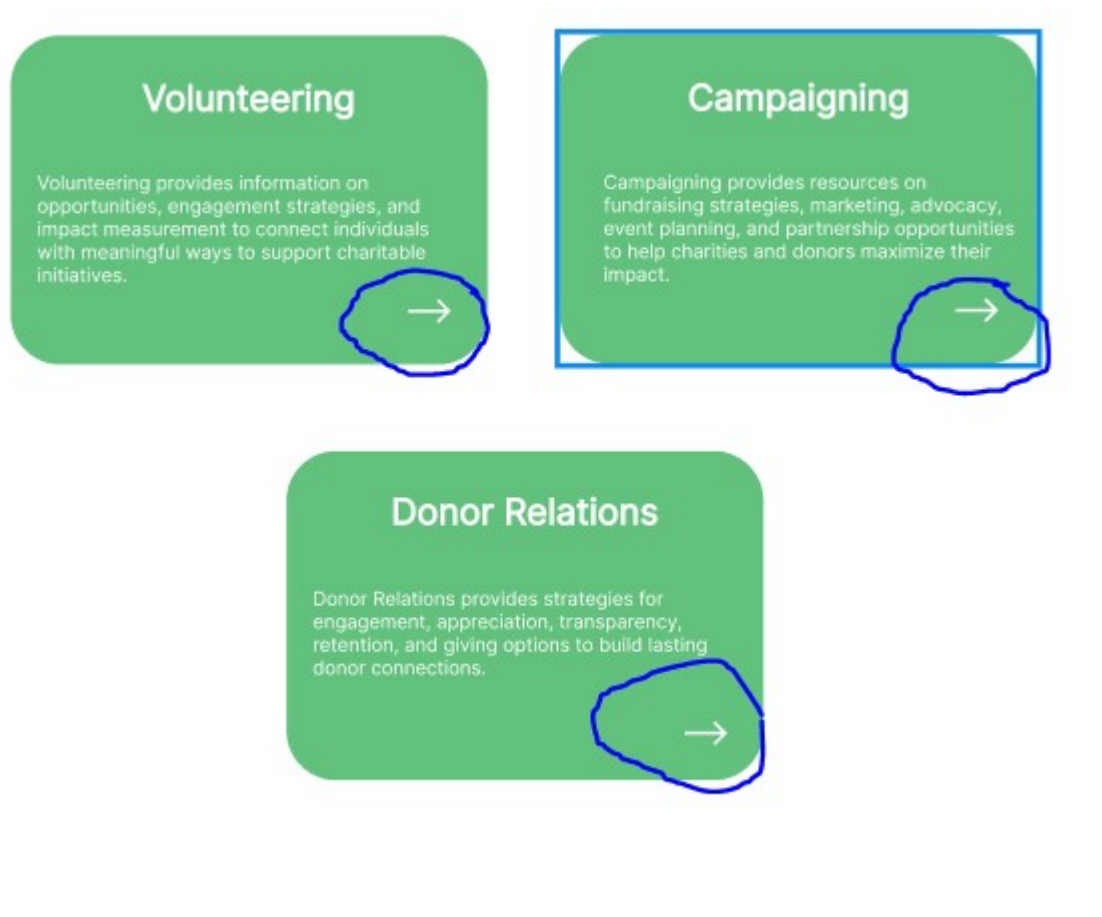 Volunteering
Volunteering provides information on
opportunities, engagement strategies, and
impact measurement to connect individuals
with meaningful ways to support charitable
initiatives.
Campaigning
Campaigning provides resources on
fundraising strategies, marketing, advocacy,
event planning, and partnership opportunities
to help charities and donors maximize their
impact.
Donor Relations
Donor Relations provides strategies for
engagement, appreciation, transparency,
retention, and giving options to build lasting
donor connections.